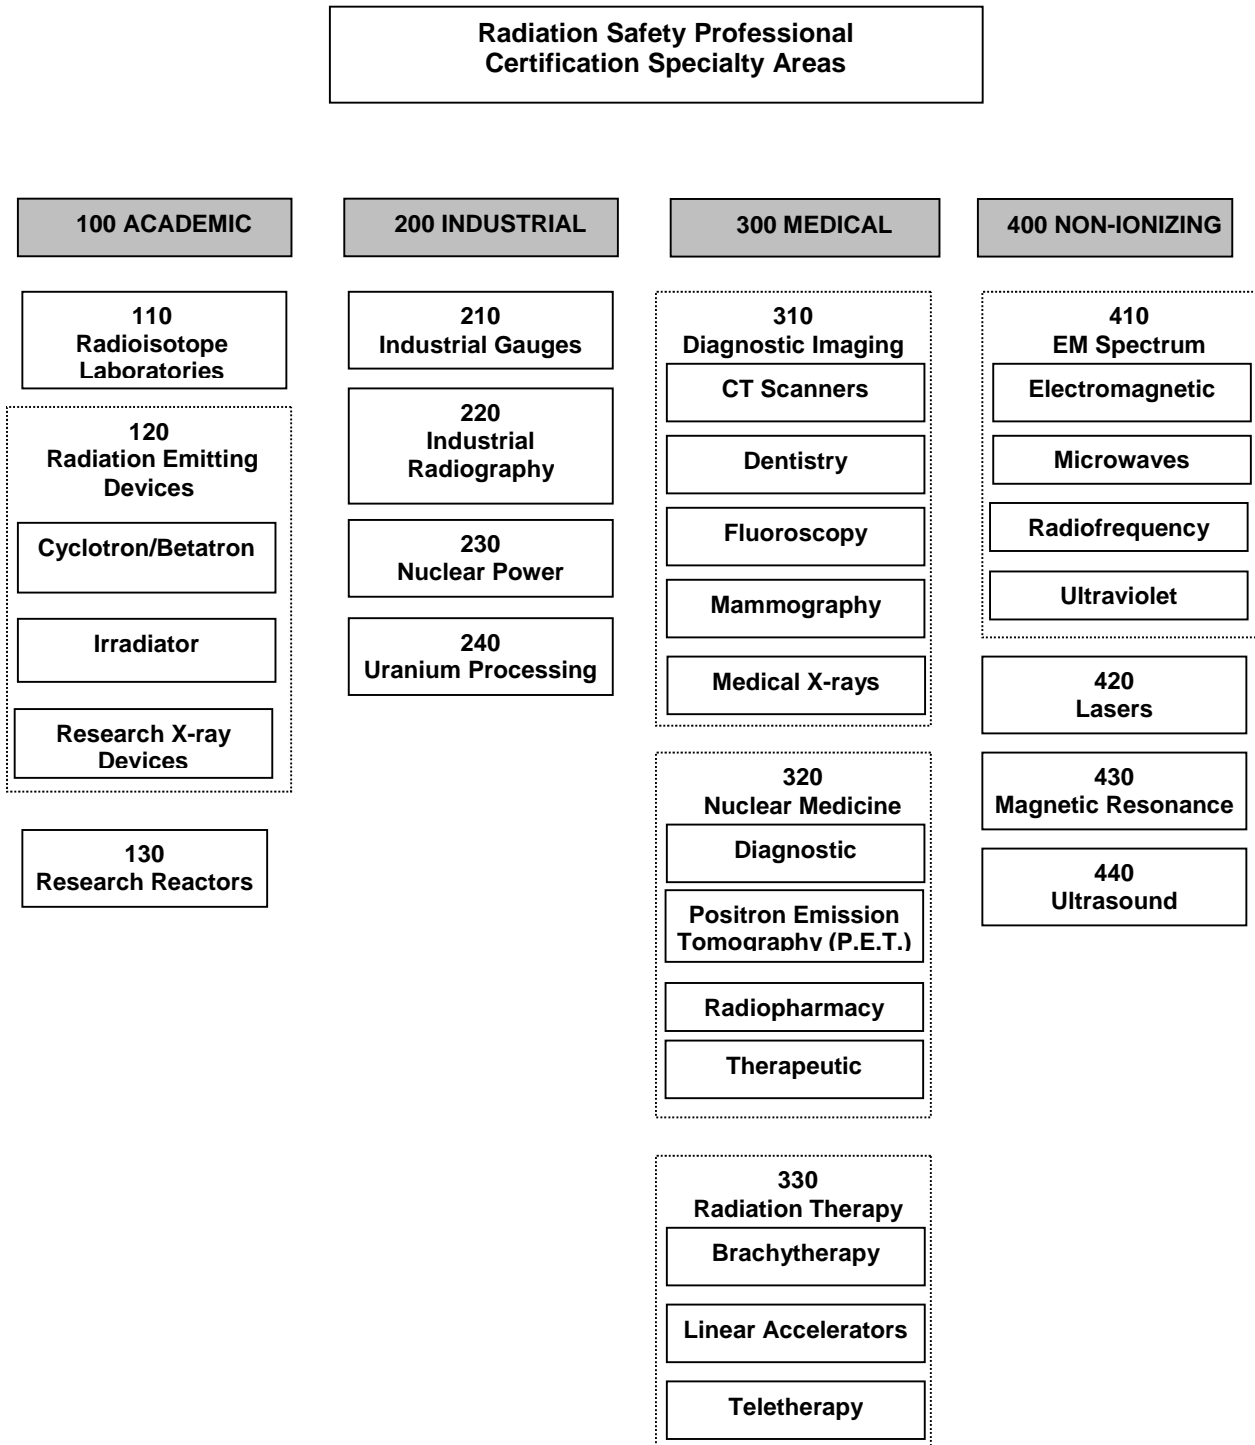 Radiation Safety Professional
Certification Specialty Areas
100 ACADEMIC
110
Radioisotope
Laboratories
120
Radiation Emitting
Devices
Cyclotron/Betatron
Irradiator
Research X-ray
Devices
130
Research Reactors
200 INDUSTRIAL
210
Industrial Gauges
220
Industrial
Radiography
230
Nuclear Power
240
Uranium Processing
300 MEDICAL
310
Diagnostic Imaging
CT Scanners
Dentistry
Fluoroscopy
Mammography
Medical X-rays
320
Nuclear Medicine
Diagnostic
Positron Emission
Tomography (P.E.T.)
Radiopharmacy
Therapeutic
330
Radiation Therapy
Brachytherapy
Linear Accelerators
Teletherapy
400 NON-IONIZING
410
EM Spectrum
Electromagnetic
Microwaves
Radiofrequency
Ultraviolet
420
Lasers
430
Magnetic Resonance
440
Ultrasound